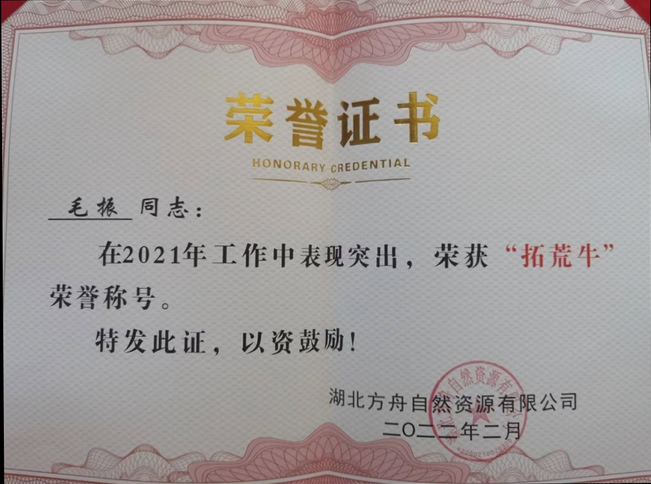 荣誉证书
HONORARY CREDENTIAL
毛振同志：
在2021年工作中表现突出，荣获“拓荒牛”
荣誉称号。
特发此证，以资鼓励！
湖北方舟自然资源有限公司
二〇二二年二月